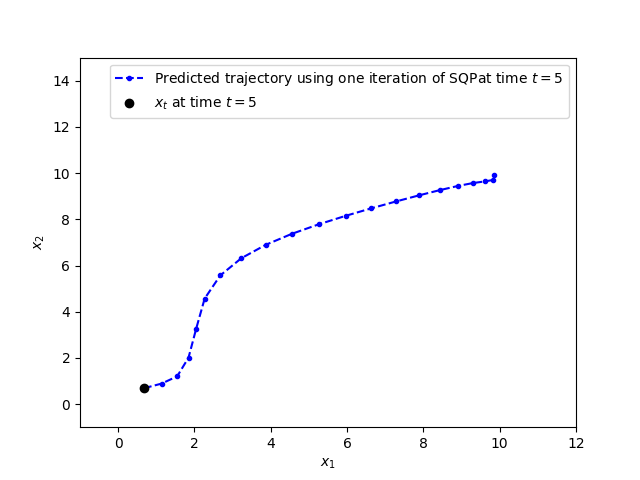 Predicted trajectory using one iteration of SQPat time t = 5
x_t at time t = 5
14
12
10
8
6
4
2
0
x_2
0 2 4 6 8 10 12
x_1